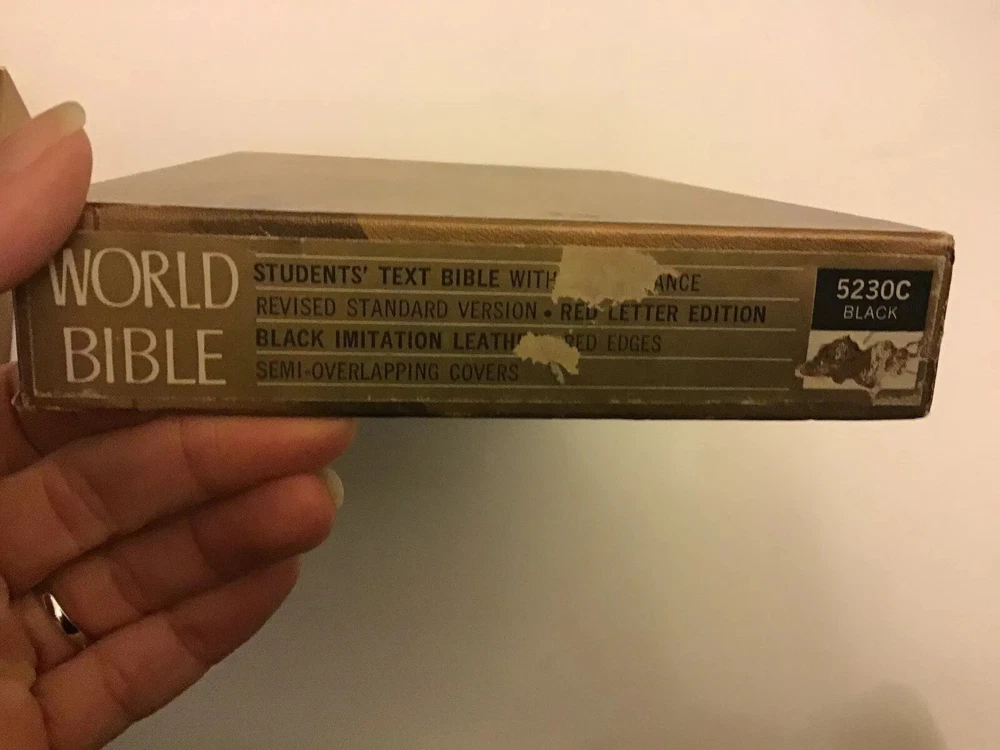 WORLD
BIBLE
STUDENTS' TEXT BIBLE WITH
REVISED STANDARD VERSION • RED LETTER EDITION
BLACK IMITATION RED EDGES
SEMI-OVERLAPPING COVERS
5230C
BLACK